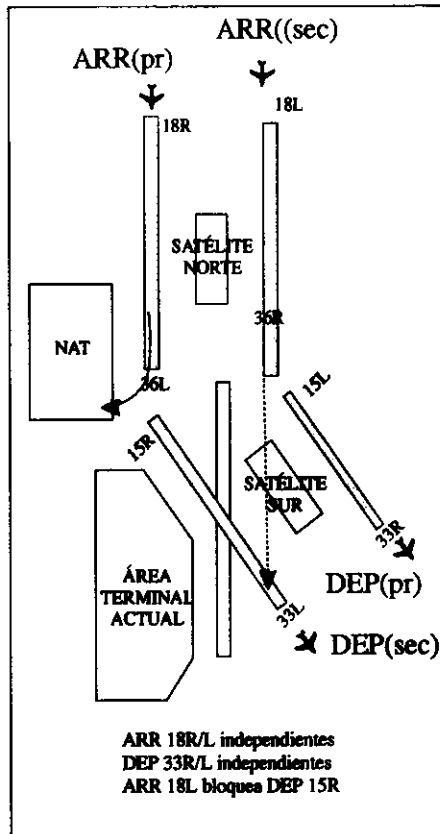 ARR((sec)
ARR(pr)
18L
18R
SATÉLITE
NORTE
36R
NAT
36L
15L
15R
SATÉLITE
SUR
33R
ÁREA
TERMINAL
ACTUAL
DEP(pr)
33L
DEP(sec)
ARR 18R/L independientes
DEP 33R/L independientes
ARR 18L bloquea DEP 15R